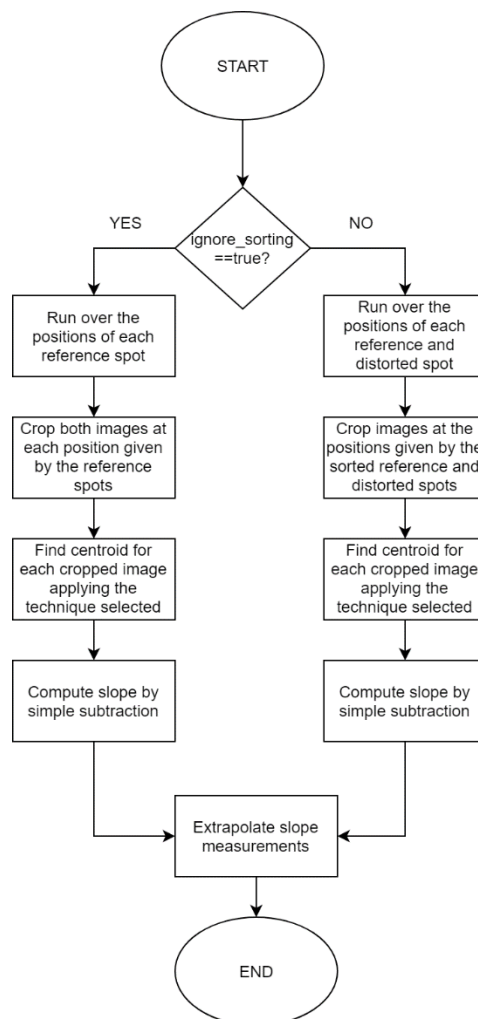 START
YES
ignore_sorting
==true?
NO
Run over the
positions of each
reference spot
Run over the
positions of each
reference and
distorted spot
Crop both images at
each position given
by the reference
spots
Crop images at the
positions given by the
sorted reference and
distorted spots
Find centroid for
each cropped image
applying the
technique selected
Find centroid for
each cropped image
applying the
technique selected
Compute slope by
simple subtraction
Compute slope by
simple subtraction
Extrapolate slope
measurements
END